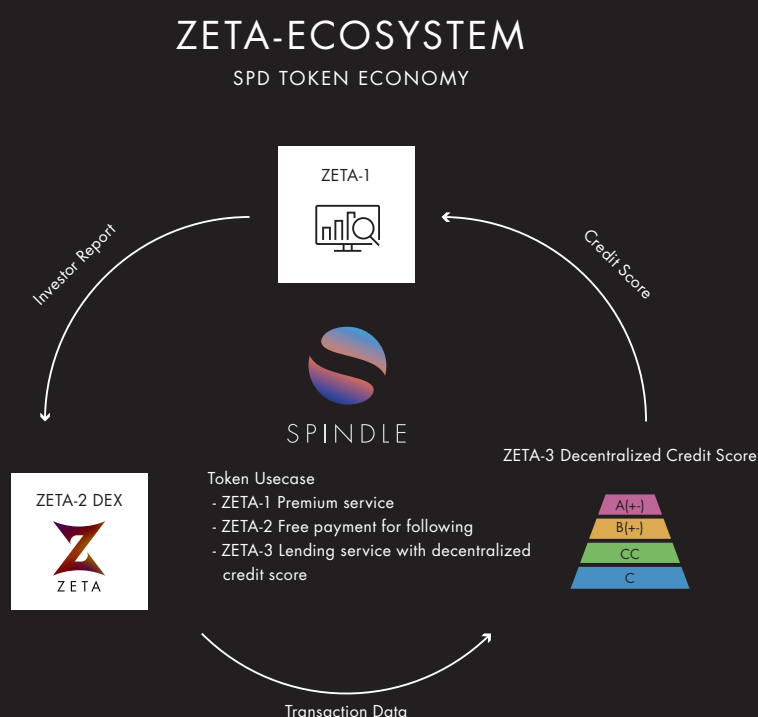 ZETA-ECOSYSTEM
SPD TOKEN ECONOMY
ZETA-1
Investor Report
Credit Score
SPINDLE
ZETA-3 Decentralized Credit Score
ZETA-2 DEX
ZETA
Token Usecase
- ZETA-1 Premium service
- ZETA-2 Free payment for following
- ZETA-3 Lending service with decentralized
credit score
A(+-)
B(+-)
CC
C
Transaction Data